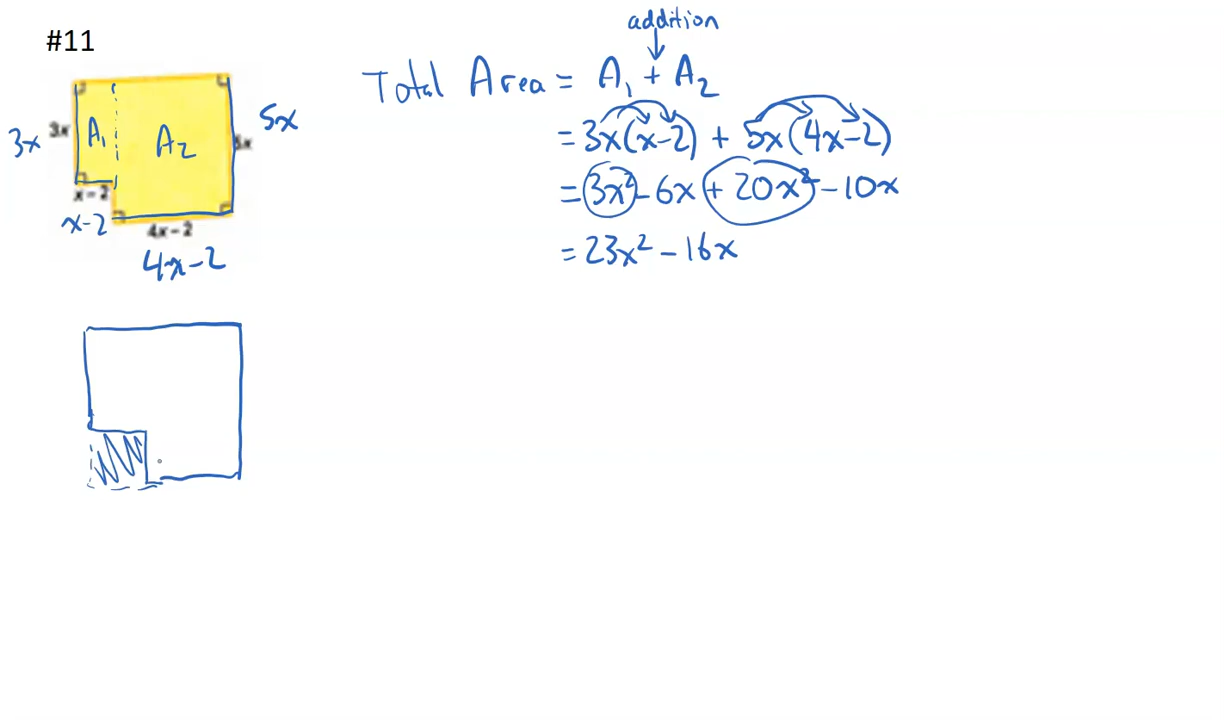 #11
addition
Total Area = A₁ + A₂
= 3x(x-2) + 5x(4x-2)
= 3x² - 6x + 20x² - 10x
= 23x² - 16x
3x 3x A₁ A₂ 5x 5x
x-2
x-2
4x-2
4x-2